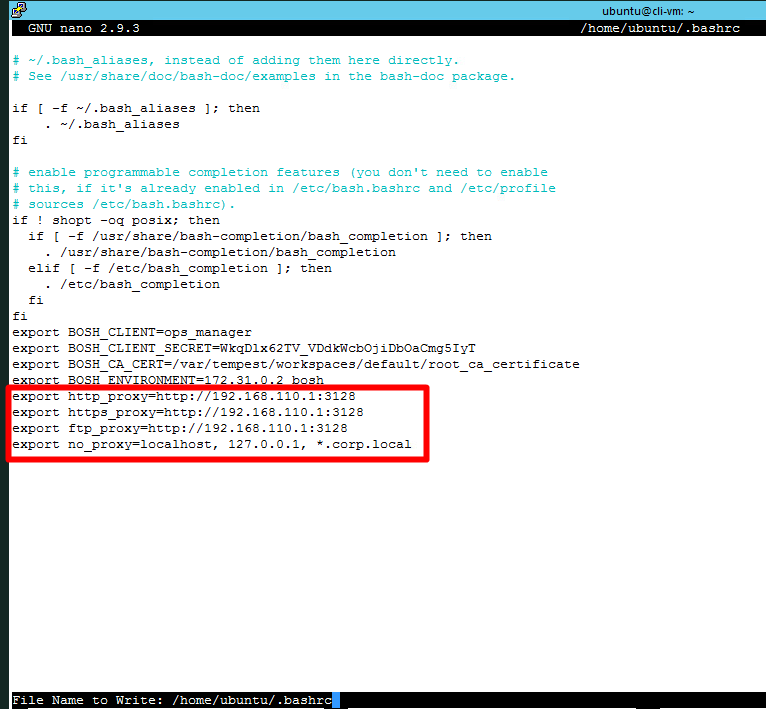 ubuntu@cli-vm: ~
GNU nano 2.9.3 /home/ubuntu/.bashrc
# ~/.bash_aliases, instead of adding them here directly.
# See /usr/share/doc/bash-doc/examples in the bash-doc package.
if [ -f ~/.bash_aliases ]; then
    . ~/.bash_aliases
fi
# enable programmable completion features (you don't need to enable
# this, if it's already enabled in /etc/bash.bashrc and /etc/profile
# sources /etc/bash.bashrc).
if ! shopt -oq posix; then
  if [ -f /usr/share/bash-completion/bash_completion ]; then
    . /usr/share/bash-completion/bash_completion
  elif [ -f /etc/bash_completion ]; then
    . /etc/bash_completion
  fi
fi
export BOSH_CLIENT=ops_manager
export BOSH_CLIENT_SECRET=WkqDlx62TV_VDdkWcbOjiDbOaCmg5IyT
export BOSH_CA_CERT=/var/tempest/workspaces/default/root_ca_certificate
export BOSH_ENVIRONMENT=172.31.0.2 bosh
export http_proxy=http://192.168.110.1:3128
export https_proxy=http://192.168.110.1:3128
export ftp_proxy=http://192.168.110.1:3128
export no_proxy=localhost, 127.0.0.1, *.corp.local
File Name to Write: /home/ubuntu/.bashrc